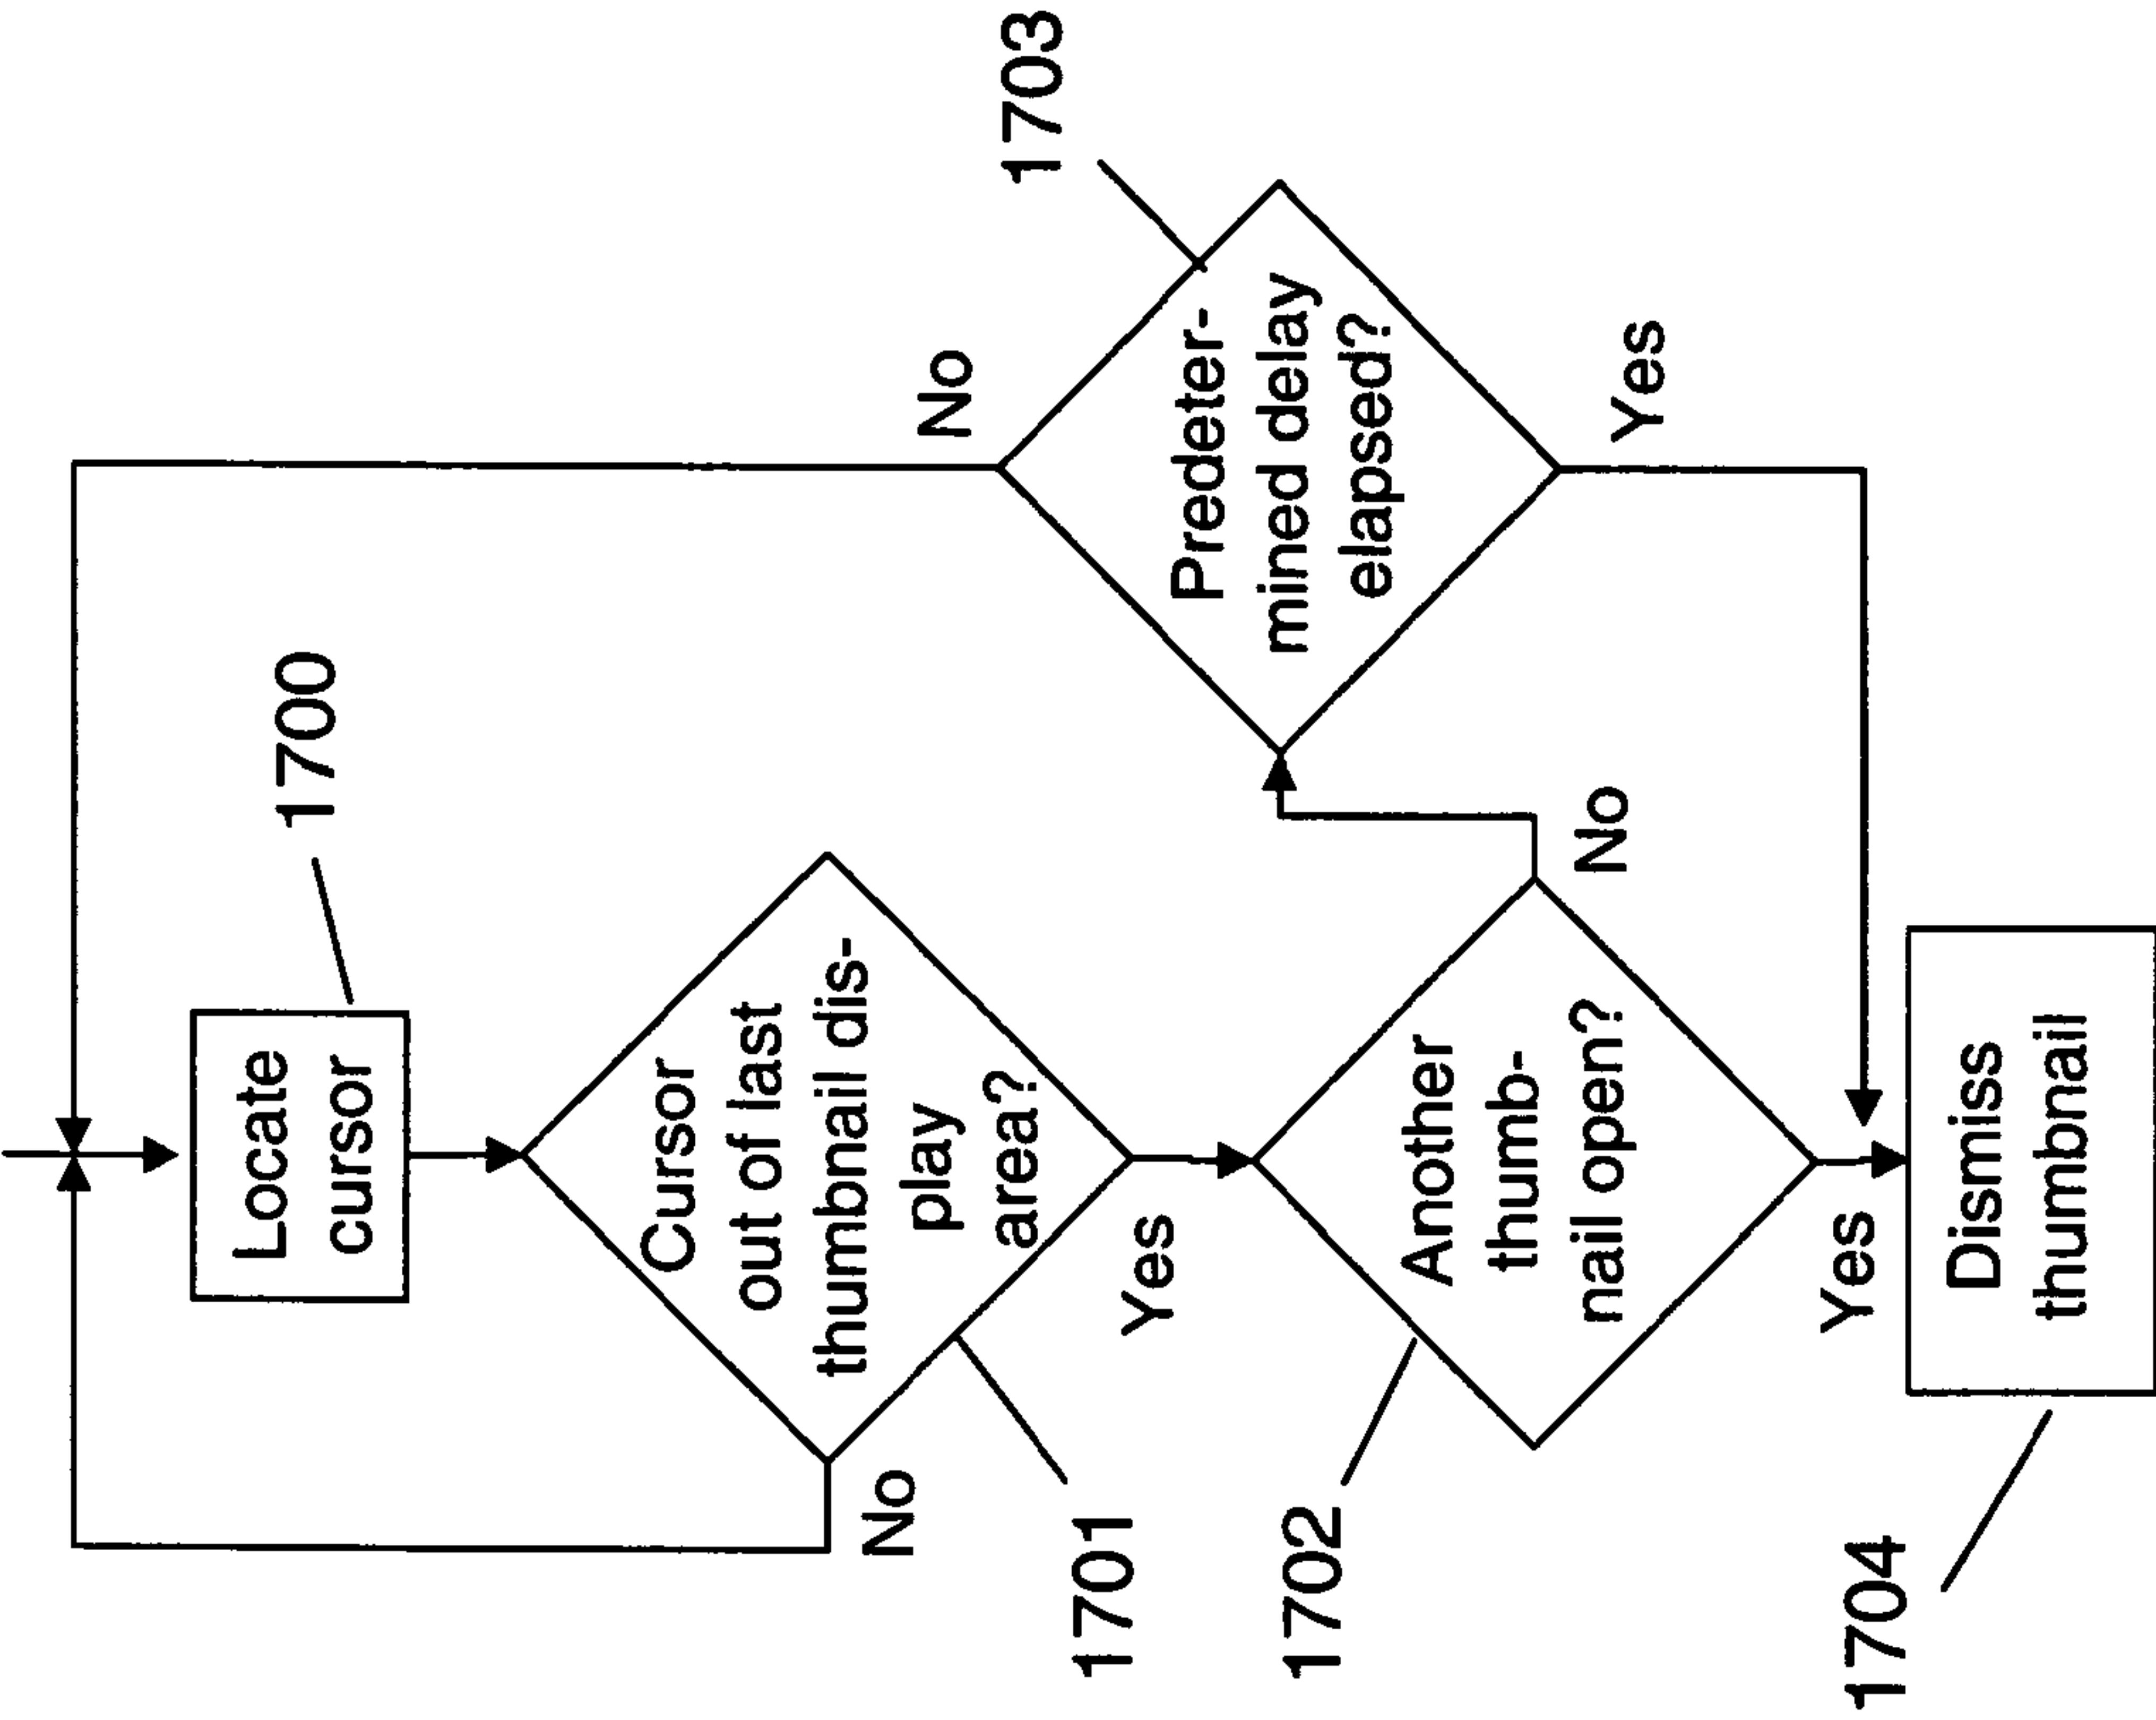 Locate
cursor
1700
Cursor
out of last
thumbnail dis-
play
area?
No
Yes
1701
Another
thumb-
nail open?
No
Yes
1702
Predeter-
mined delay
elapsed?
No
Yes
1703
Dismiss
thumbnail
1704